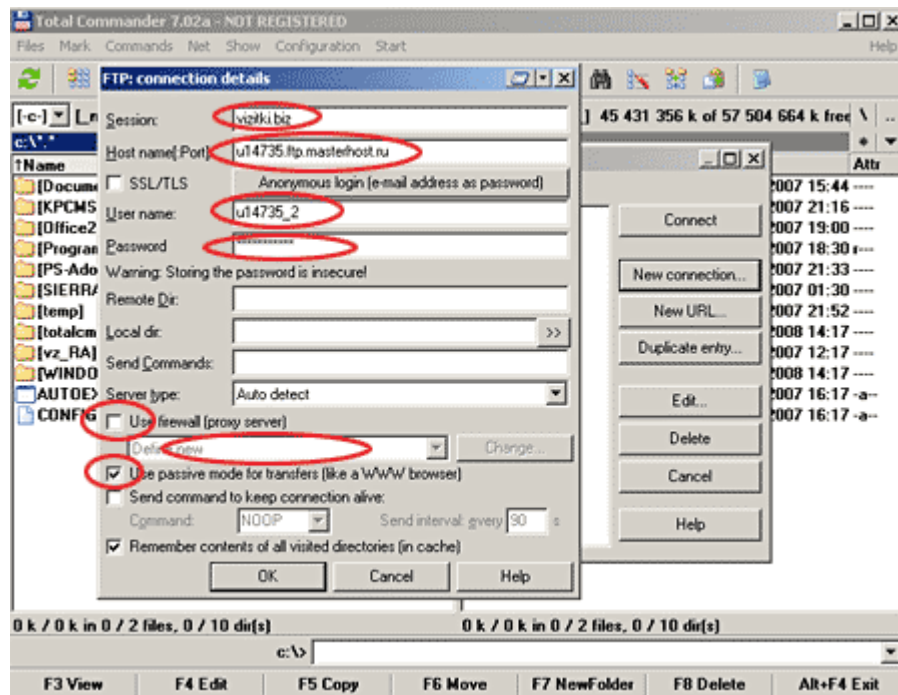 Total Commander 7.02a - NOT REGISTERED
Files Mark Commands Net Show Configuration Start Help
FTP: connection details
[-c-]
45 431 356 k of 57 504 664 k free \ ..
c:\*.*
Session: vizitki.biz
Host name[:Port] u14735.ftp.masterhost.ru
SSL/TLS Anonymous login (e-mail address as password)
User name: u14735_2
Password ***********
Warning: Storing the password is insecure!
Remote Dir:
Local dir: >>
Send Commands:
Server type: Auto detect
Use firewall (proxy server)
Define new Change...
Use passive mode for transfers (like a WWW browser)
Send command to keep connection alive:
Command: NOOP Send interval: every 90 s
Remember contents of all visited directories (in cache)
OK Cancel Help
Connect
New connection...
New URL...
Duplicate entry...
Edit...
Delete
Cancel
Help
↑Name
[Docume
[KPCMS
[Office2
[Program
[PS-Ado
[SIERRA
[temp]
[totalcm
[vz_RA]
[WINDO
AUTOEX
CONFIG
Attr
2007 15:44 ----
2007 21:16 ----
2007 19:00 ----
2007 18:30 r---
2007 21:33 ----
2007 01:30 ----
2007 21:52 ----
2008 14:17 ----
2007 12:17 ----
2008 14:17 ----
2007 16:17 -a--
2007 16:17 -a--
0 k / 0 k in 0 / 2 files, 0 / 10 dir(s) 0 k / 0 k in 0 / 2 files, 0 / 10 dir(s)
c:\>
F3 View F4 Edit F5 Copy F6 Move F7 NewFolder F8 Delete Alt+F4 Exit